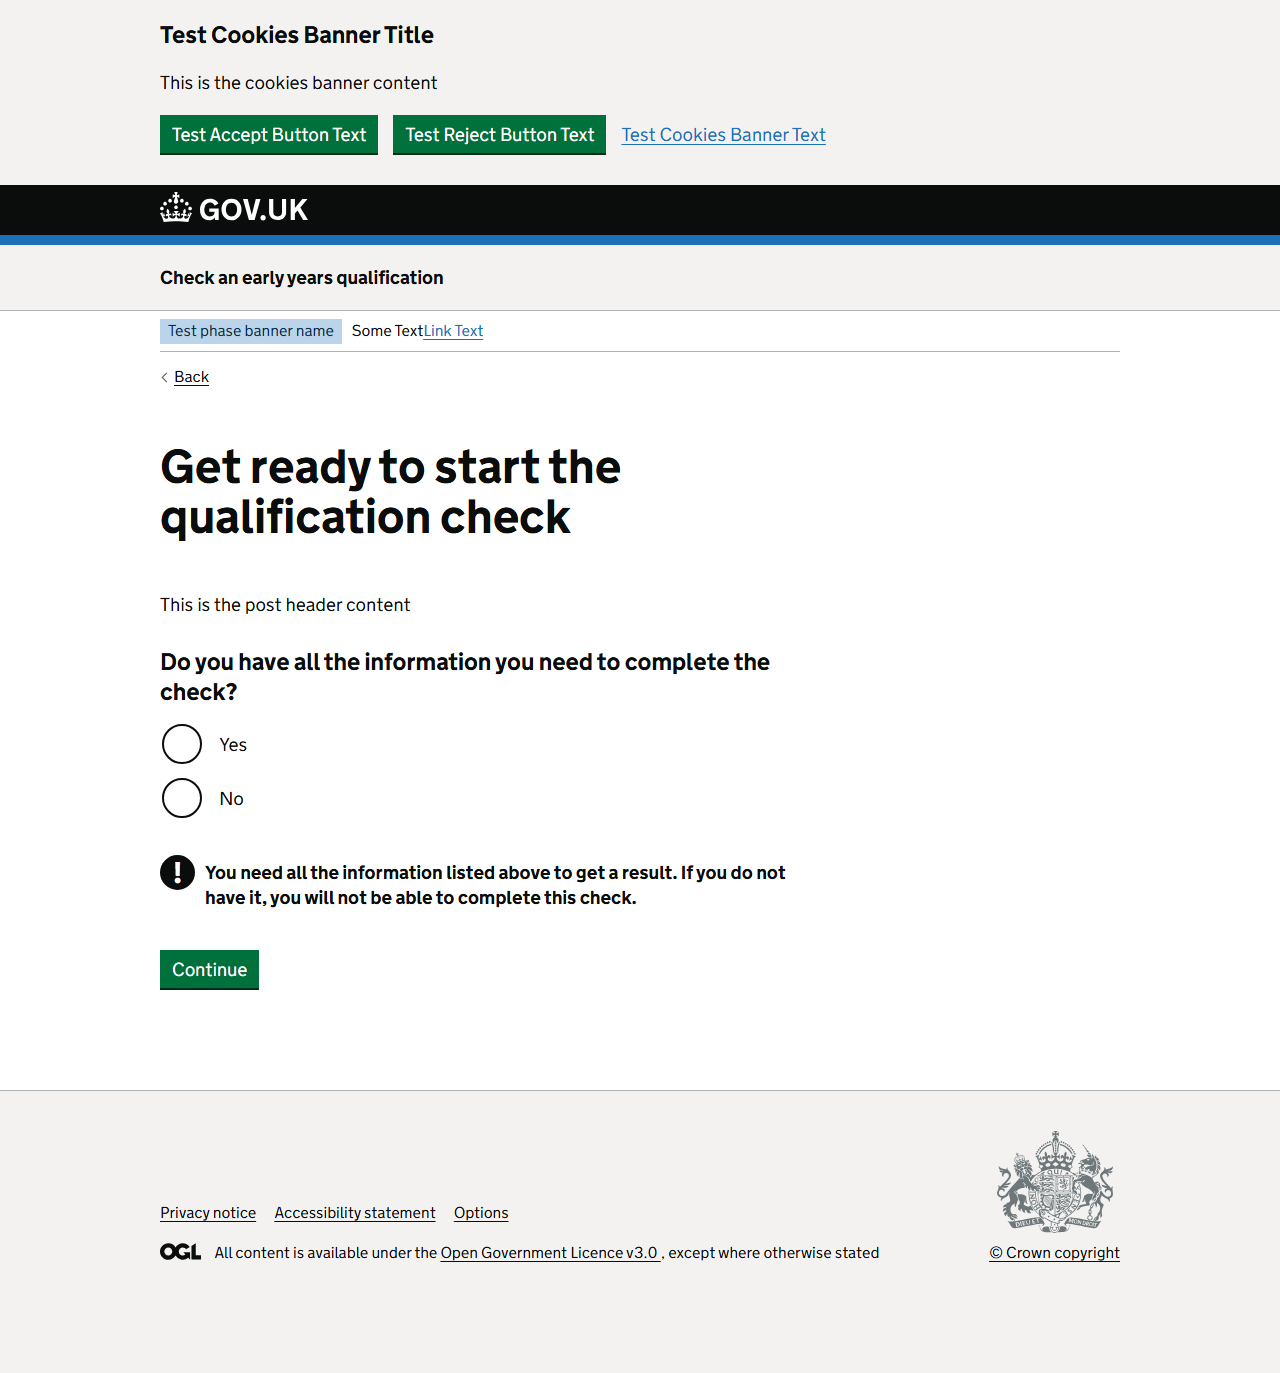 Test Cookies Banner Title
This is the cookies banner content
Test Accept Button Text Test Reject Button Text Test Cookies Banner Text
GOV.UK
Check an early years qualification
Test phase banner name Some TextLink Text
Back
Get ready to start the
qualification check
This is the post header content
Do you have all the information you need to complete the
check?
Yes
No
! You need all the information listed above to get a result. If you do not
have it, you will not be able to complete this check.
Continue
Privacy notice Accessibility statement Options
OGL All content is available under the Open Government Licence v3.0 , except where otherwise stated
© Crown copyright